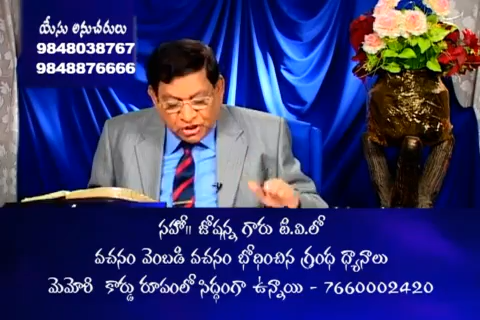 యేసు అనుచరులు
9848038767
9848876666
సహో॥ జోషన్న గారు టి.వి.లో
వచనం వెంబడి వచనం భోధించిన గ్రంధ ధ్యానాలు
మెమోరి కార్డు రూపంలో సిద్ధంగా ఉన్నాయి - 7660002420